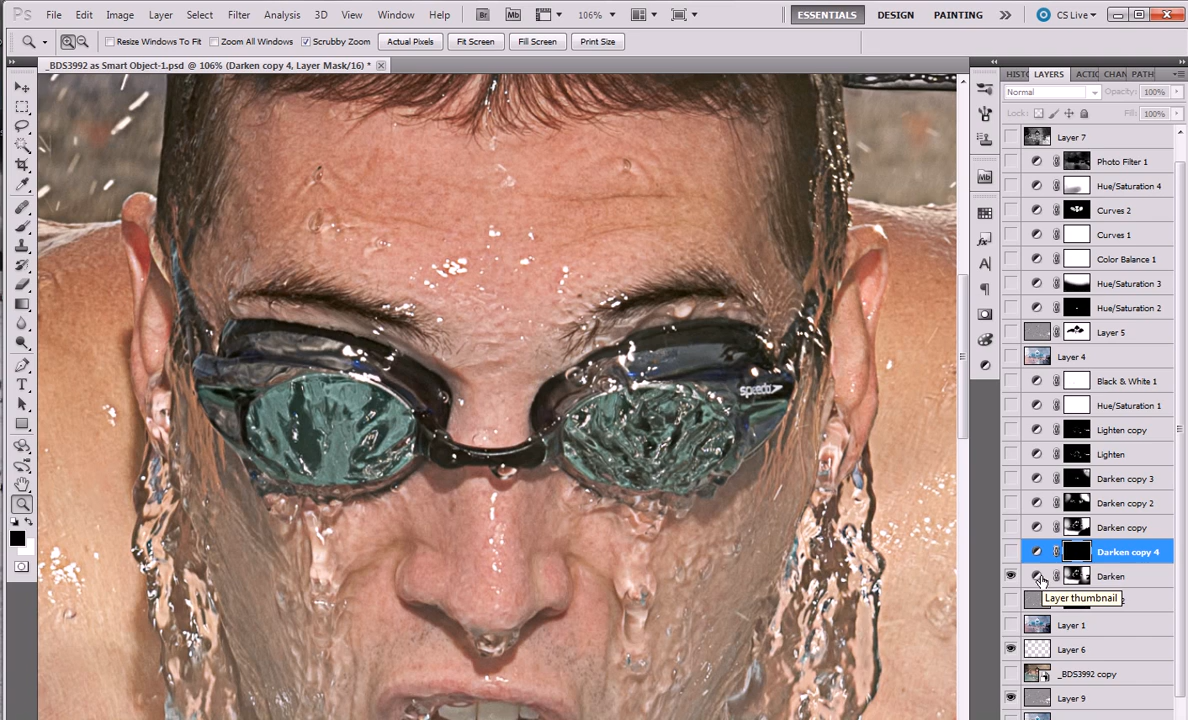 Ps File Edit Image Layer Select Filter Analysis 3D View Window Help Br Mb 106% ESSENTIALS DESIGN PAINTING CS Live
Resize Windows To Fit Zoom All Windows Scrubby Zoom Actual Pixels Fit Screen Fill Screen Print Size
_BDS3992 as Smart Object-1.psd @ 106% (Darken copy 4, Layer Mask/16) *
HISTO LAYERS ACTIO CHAN PATH
Normal Opacity: 100%
Lock: Fill: 100%
Layer 7
Photo Filter 1
Hue/Saturation 4
Curves 2
Curves 1
Color Balance 1
Hue/Saturation 3
Hue/Saturation 2
Layer 5
Layer 4
Black & White 1
Hue/Saturation 1
Lighten copy
Lighten
Darken copy 3
Darken copy 2
Darken copy
Darken copy 4
Darken
Layer thumbnail
Layer 1
Layer 6
_BDS3992 copy
Layer 9
Mb
A
T
speedo